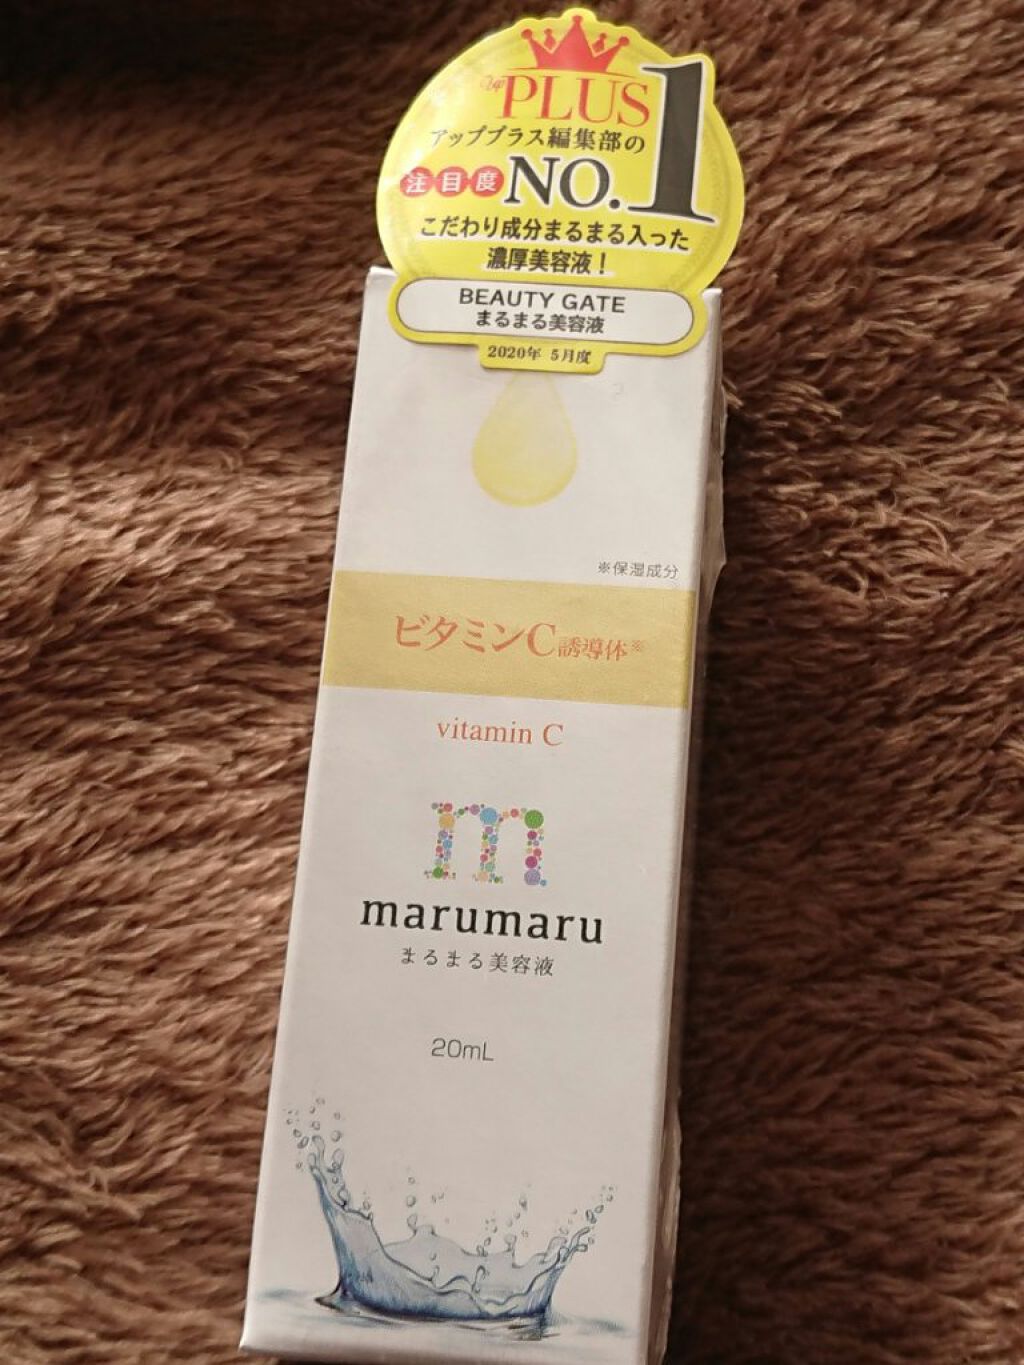 up PLUS
アッププラス編集部の
注目度 NO.1
こだわり成分まるまる入った
濃厚美容液！
BEAUTY GATE
まるまる美容液
2020年 5月度
※保湿成分
ビタミンC誘導体※
vitamin C
m
marumaru
まるまる美容液
20mL